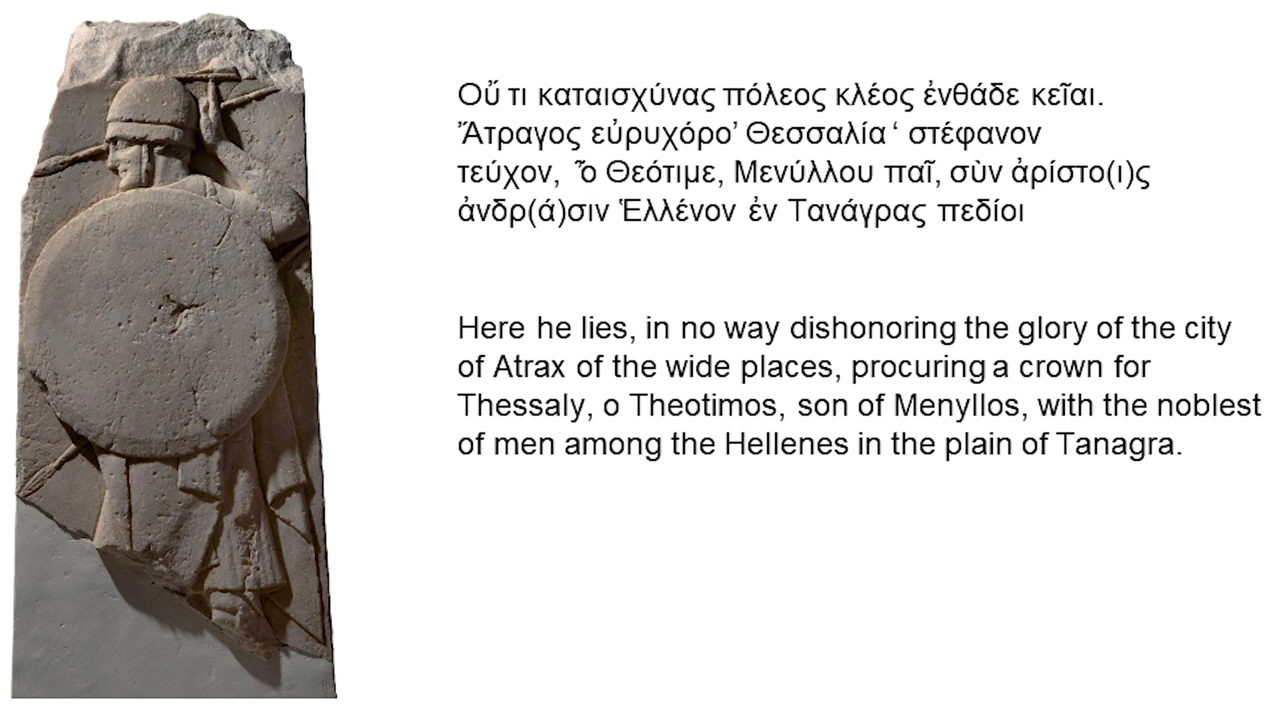 Οὔ τι καταισχύνας πόλεος κλέος ἐνθάδε κεῖαι.
Ἄτραγος εὐρυχόρο’ Θεσσαλία ‘ στέφανον
τεύχον, ὦ Θεότιμε, Μενύλλου παῖ, σὺν ἀρίστο(ι)ς
ἀνδρ(ά)σιν Ἑλλένον ἐν Τανάγρας πεδίοι
Here he lies, in no way dishonoring the glory of the city
of Atrax of the wide places, procuring a crown for
Thessaly, o Theotimos, son of Menyllos, with the noblest
of men among the Hellenes in the plain of Tanagra.